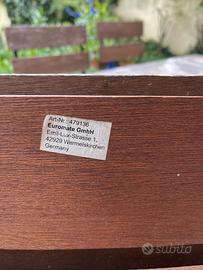 Art-Nr.: 479136
Euromate GmbH
Emil-Lux-Strasse 1
42929 Wermelskirchen
Germany
subito